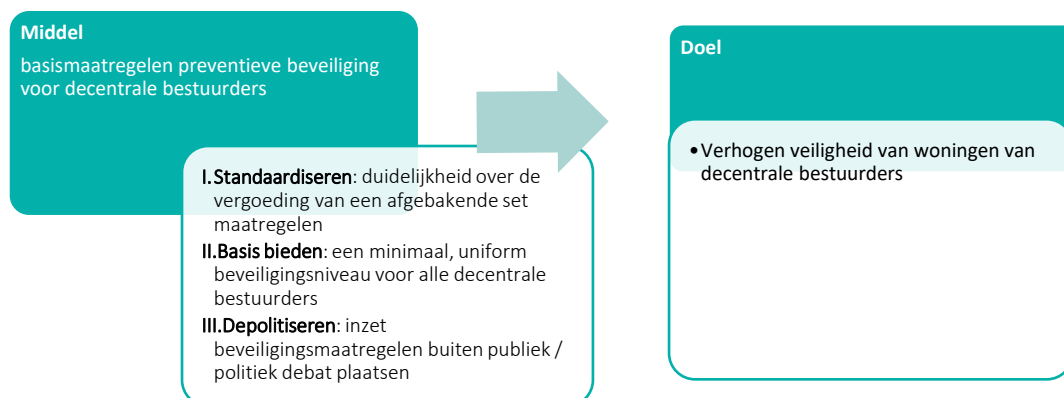 Middel
basismaatregelen preventieve beveiliging
voor decentrale bestuurders
I.Standaardiseren: duidelijkheid over de
vergoeding van een afgebakende set
maatregelen
II.Basis bieden: een minimaal, uniform
beveiligingsniveau voor alle decentrale
bestuurders
III.Depolitiseren: inzet
beveiligingsmaatregelen buiten publiek /
politiek debat plaatsen
Doel
•Verhogen veiligheid van woningen van
decentrale bestuurders